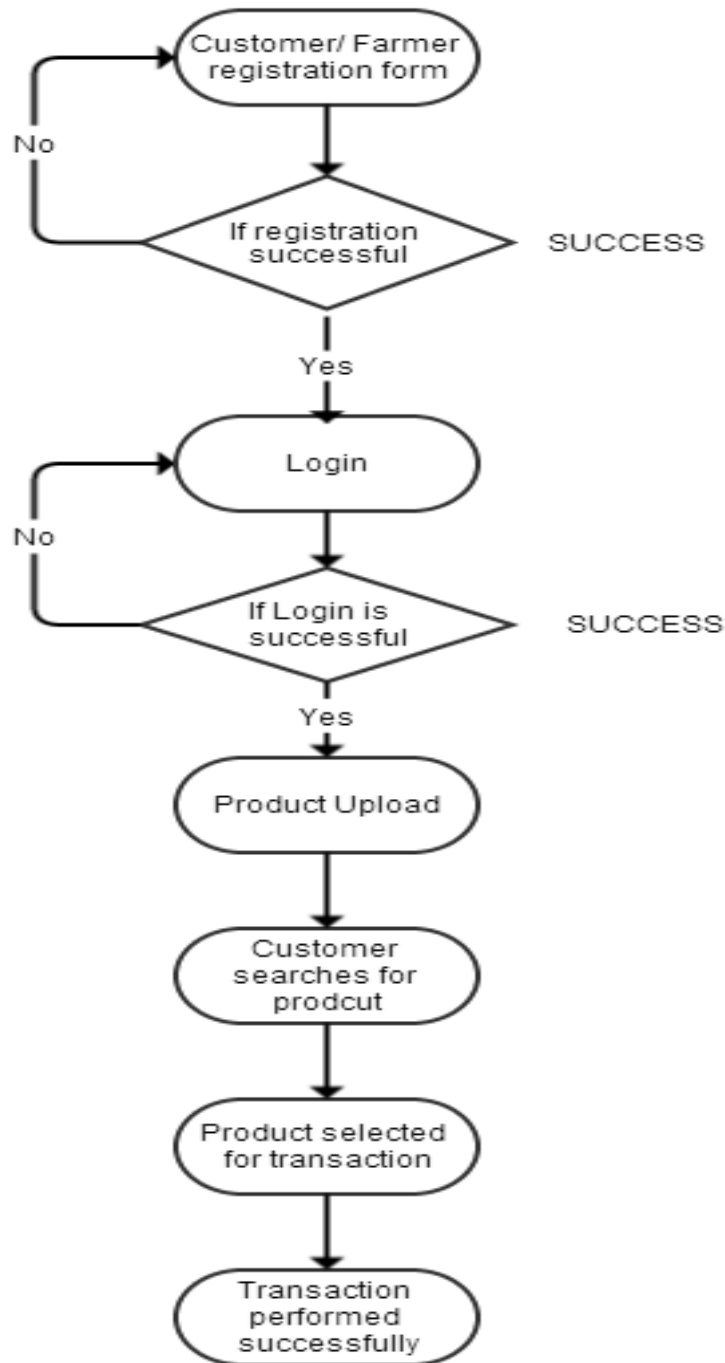 Customer/ Farmer
registration form
No
If registration
successful
SUCCESS
Yes
Login
No
If Login is
successful
SUCCESS
Yes
Product Upload
Customer
searches for
prodcut
Product selected
for transaction
Transaction
performed
successfully